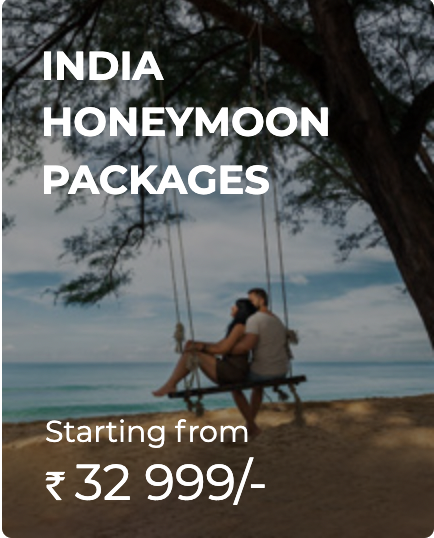 INDIA
HONEYMOON
PACKAGES
Starting from
₹ 32 999/-